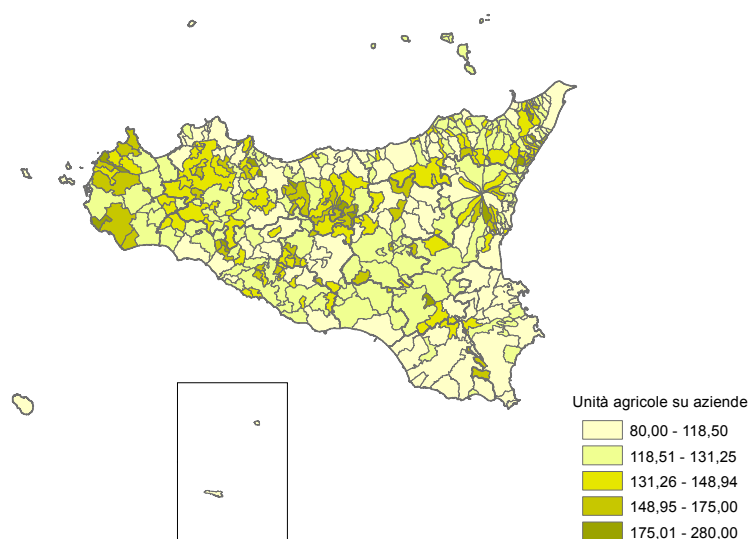 Unità agricole su aziende
80,00 - 118,50
118,51 - 131,25
131,26 - 148,94
148,95 - 175,00
175,01 - 280,00